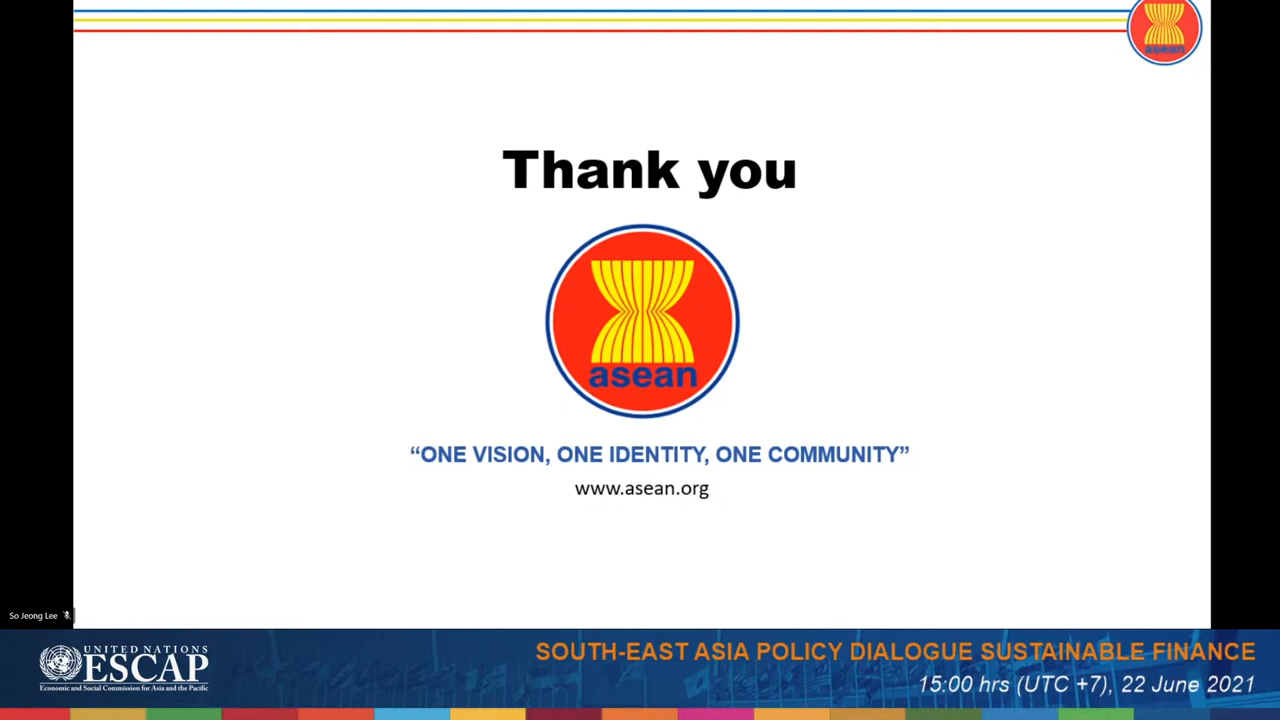 asean
Thank you
asean
“ONE VISION, ONE IDENTITY, ONE COMMUNITY”
www.asean.org
So Jeong Lee
UNITED NATIONS
ESCAP
Economic and Social Commission for Asia and the Pacific
SOUTH-EAST ASIA POLICY DIALOGUE SUSTAINABLE FINANCE
15:00 hrs (UTC +7), 22 June 2021